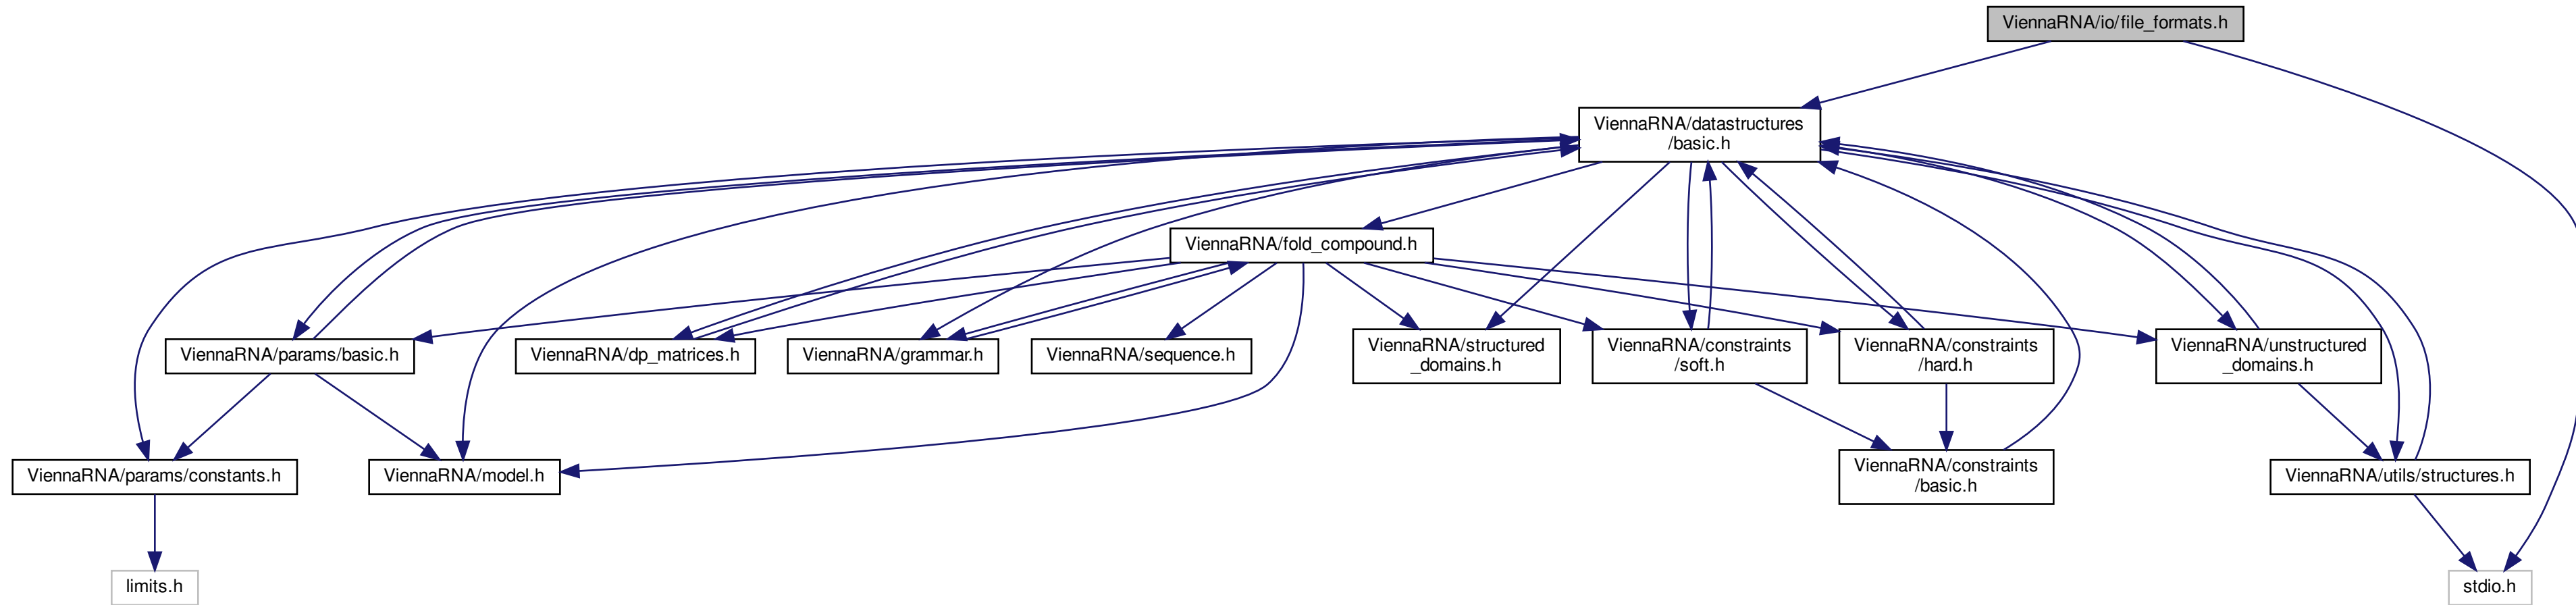 ViennaRNA/io/file_formats.h
ViennaRNA/datastructures
/basic.h
ViennaRNA/fold_compound.h
ViennaRNA/params/basic.h
ViennaRNA/dp_matrices.h
ViennaRNA/grammar.h
ViennaRNA/sequence.h
ViennaRNA/structured
_domains.h
ViennaRNA/constraints
/soft.h
ViennaRNA/constraints
/hard.h
ViennaRNA/unstructured
_domains.h
ViennaRNA/params/constants.h
ViennaRNA/model.h
ViennaRNA/constraints
/basic.h
ViennaRNA/utils/structures.h
limits.h
stdio.h